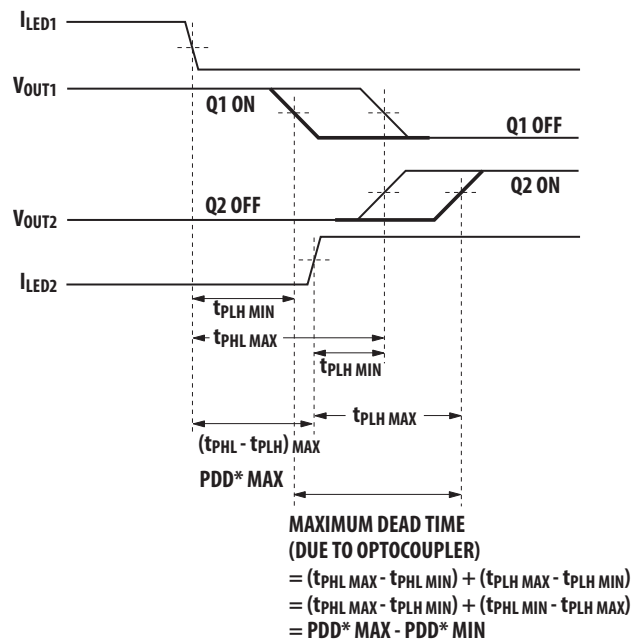 ILED1
VOUT1
Q1 ON
Q1 OFF
Q2 OFF
Q2 ON
VOUT2
ILED2
tPLH MIN
tPHL MAX
tPLH MIN
tPLH MAX
(tPHL - tPLH) MAX
PDD* MAX
MAXIMUM DEAD TIME
(DUE TO OPTOCOUPLER)
= (tPHL MAX - tPHL MIN) + (tPLH MAX - tPLH MIN)
= (tPHL MAX - tPLH MIN) + (tPHL MIN - tPLH MAX)
= PDD* MAX - PDD* MIN